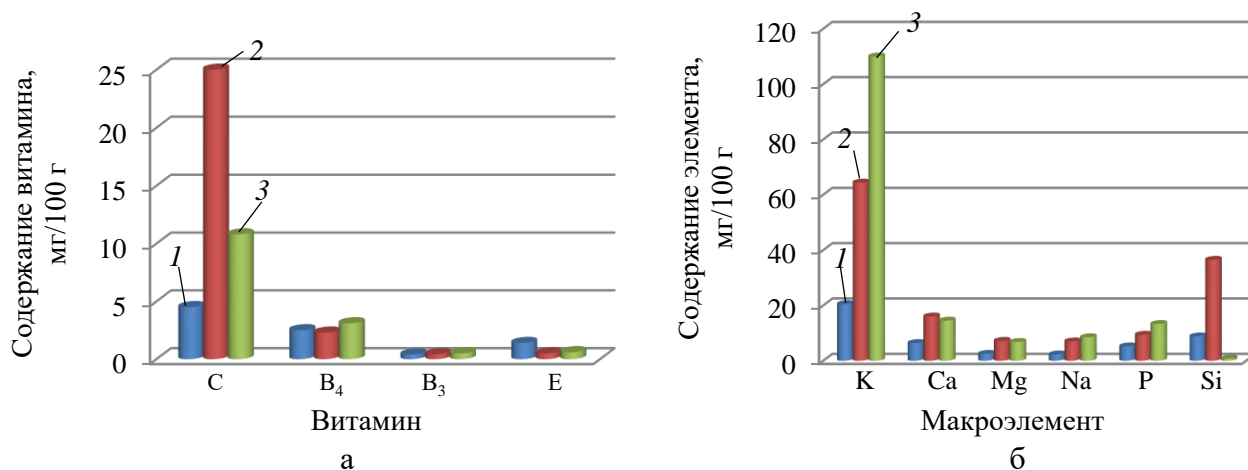 Содержание витамина,
мг/100 г
25
20
15
10
5
0
1
2
3
C
B₄
B₃
E
Витамин
а
Содержание элемента,
мг/100 г
120
100
80
60
40
20
0
1
2
3
K
Ca
Mg
Na
P
Si
Макроэлемент
б